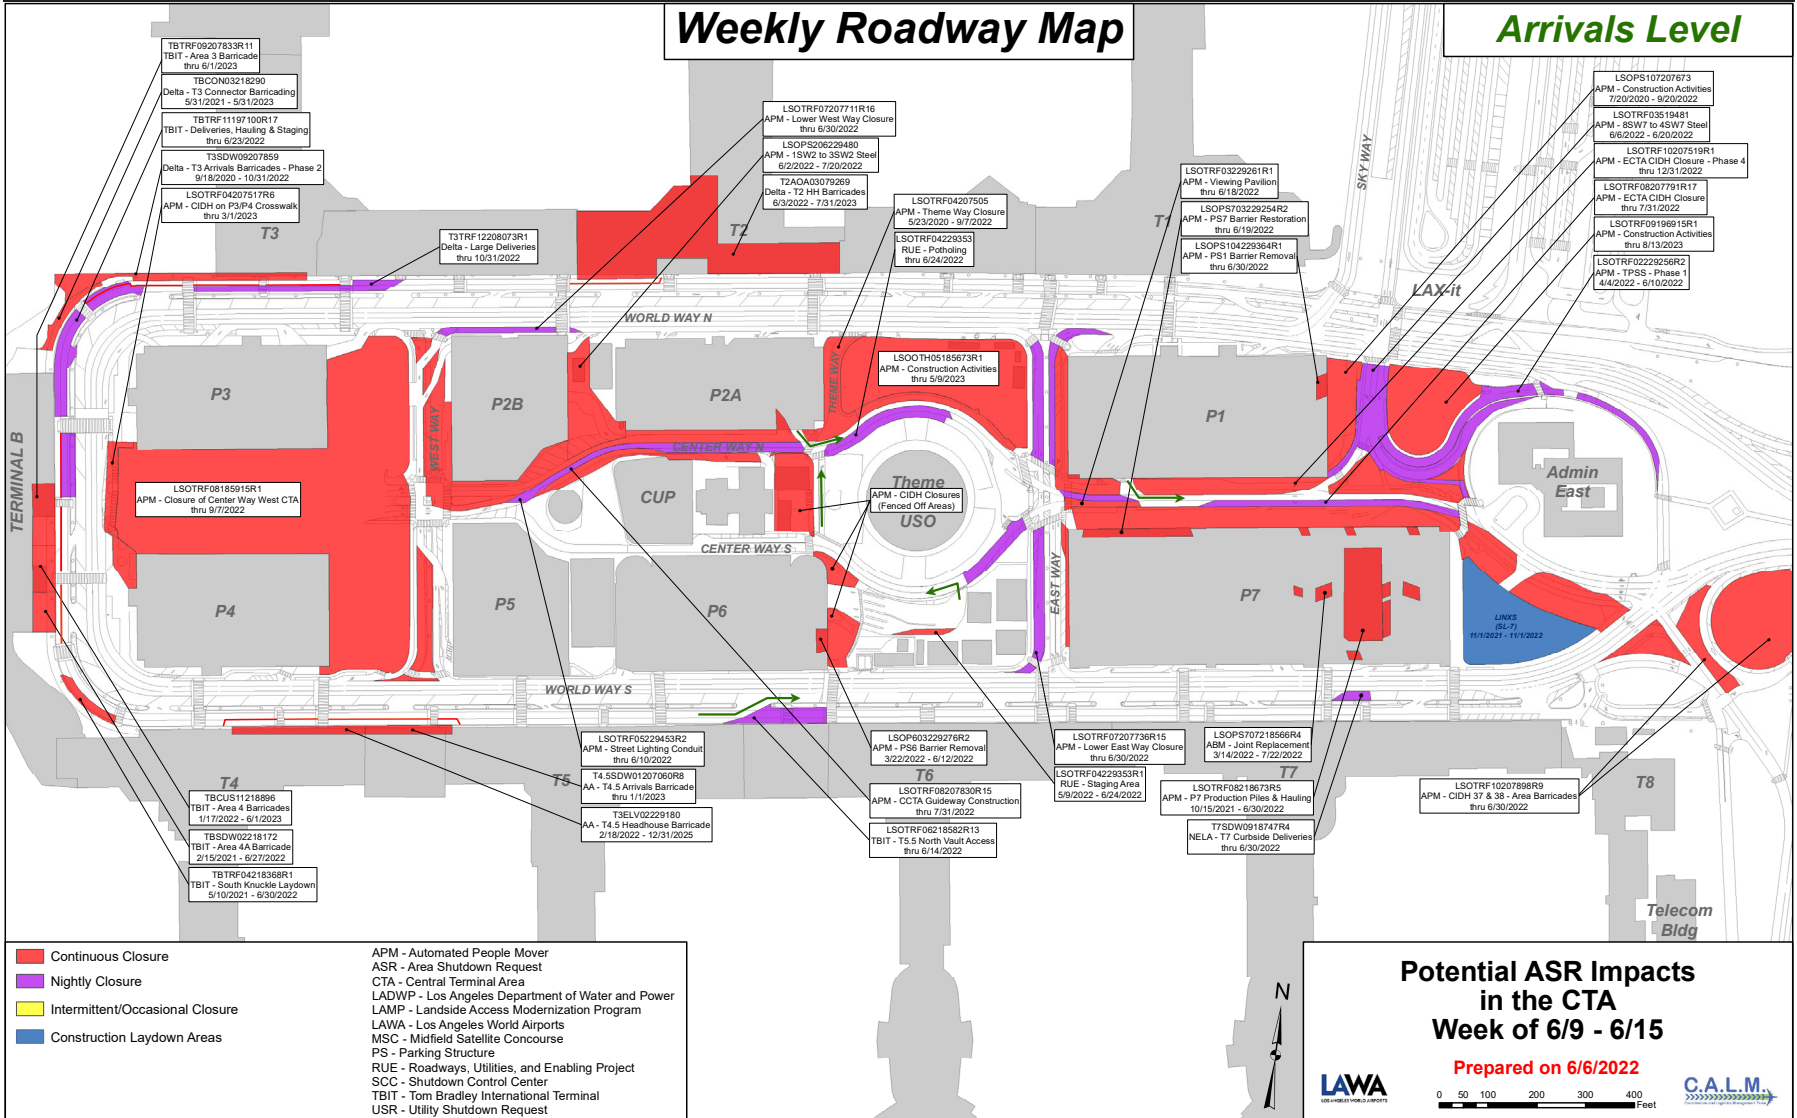 Weekly Roadway Map
Arrivals Level
TBTRF09207833R11
TBIT - Area 3 Barricade
thru 6/1/2023
TBCON03218290
Delta - T3 Connector Barricading
5/31/2021 - 5/31/2023
TBTRF11197100R17
TBIT - Deliveries, Hauling & Staging
thru 6/23/2022
T3SDW09207859
Delta - T3 Arrivals Barricades - Phase 2
9/18/2020 - 10/31/2022
LSOTRF04207517R6
APM - CIDH on P3/P4 Crosswalk
thru 3/1/2023
T3TRF12208073R1
Delta - Large Deliveries
thru 10/31/2022
LSOTRF07207711R16
APM - Lower West Way Closure
thru 6/30/2022
LSOPS206229480
APM - 1SW2 to 3SW2 Steel
6/2/2022 - 7/20/2022
T2AOA03079269
Delta - T2 HH Barricades
6/3/2022 - 7/31/2023
LSOTRF04207505
APM - Theme Way Closure
5/23/2020 - 9/7/2022
LSOTRF04229353
RUE - Potholing
thru 6/24/2022
LSOTRF03229261R1
APM - Viewing Pavilion
thru 6/18/2022
LSOPS703229254R2
APM - PS7 Barrier Restoration
thru 6/19/2022
LSOPS104229364R1
APM - PS1 Barrier Removal
thru 6/30/2022
LSOPS107207673
APM - Construction Activities
7/20/2020 - 9/20/2022
LSOTRF03519481
APM - 8SW7 to 4SW7 Steel
6/6/2022 - 6/20/2022
LSOTRF10207519R1
APM - ECTA CIDH Closure - Phase 4
thru 12/31/2022
LSOTRF08207791R17
APM - ECTA CIDH Closure
thru 7/31/2022
LSOTRF09196915R1
APM - Construction Activities
thru 8/13/2023
LSOTRF02229256R2
APM - TPSS - Phase 1
4/4/2022 - 6/10/2022
T3
T2
T1
SKY WAY
LAX-it
WORLD WAY N
LSOOTH05185673R1
APM - Construction Activities
thru 5/9/2023
P3
P2B
P2A
P1
THEME WAY
WEST WAY
CENTER WAY N
TERMINAL B
LSOTRF08185915R1
APM - Closure of Center Way West CTA
thru 9/7/2022
CUP
Theme
USO
APM - CIDH Closures
(Fenced Off Areas)
Admin
East
CENTER WAY S
EAST WAY
P4
P5
P6
P7
LINXS
(SL-7)
11/1/2021 - 11/1/2022
WORLD WAY S
T4
T5
T6
T7
T8
LSOTRF05229453R2
APM - Street Lighting Conduit
thru 6/10/2022
T4.5SDW01207060R8
AA - T4.5 Arrivals Barricade
thru 1/1/2023
T3ELV02229180
AA - T4.5 Headhouse Barricade
2/18/2022 - 12/31/2025
LSOP603229276R2
APM - PS6 Barrier Removal
3/22/2022 - 6/12/2022
LSOTRF08207830R15
APM - CCTA Guideway Construction
thru 7/31/2022
LSOTRF06218582R13
TBIT - T5.5 North Vault Access
thru 6/14/2022
LSOTRF07207736R15
APM - Lower East Way Closure
thru 6/30/2022
LSOTRF04229353R1
RUE - Staging Area
5/9/2022 - 6/24/2022
LSOPS707218566R4
ABM - Joint Replacement
3/14/2022 - 7/22/2022
LSOTRF08218673R5
APM - P7 Production Piles & Hauling
10/15/2021 - 6/30/2022
T7SDW0918747R4
NELA - T7 Curbside Deliveries
thru 6/30/2022
LSOTRF10207898R9
APM - CIDH 37 & 38 - Area Barricades
thru 6/30/2022
TBCUS11218896
TBIT - Area 4 Barricades
1/17/2022 - 6/1/2023
TBSDW02218172
TBIT - Area 4A Barricade
2/15/2021 - 6/27/2022
TBTRF04218368R1
TBIT - South Knuckle Laydown
5/10/2021 - 6/30/2022
Telecom
Bldg
Continuous Closure
Nightly Closure
Intermittent/Occasional Closure
Construction Laydown Areas
APM - Automated People Mover
ASR - Area Shutdown Request
CTA - Central Terminal Area
LADWP - Los Angeles Department of Water and Power
LAMP - Landside Access Modernization Program
LAWA - Los Angeles World Airports
MSC - Midfield Satellite Concourse
PS - Parking Structure
RUE - Roadways, Utilities, and Enabling Project
SCC - Shutdown Control Center
TBIT - Tom Bradley International Terminal
USR - Utility Shutdown Request
N
Potential ASR Impacts
in the CTA
Week of 6/9 - 6/15
Prepared on 6/6/2022
LAWA
LOS ANGELES WORLD AIRPORTS
0 50 100 200 300 400
Feet
C.A.L.M.